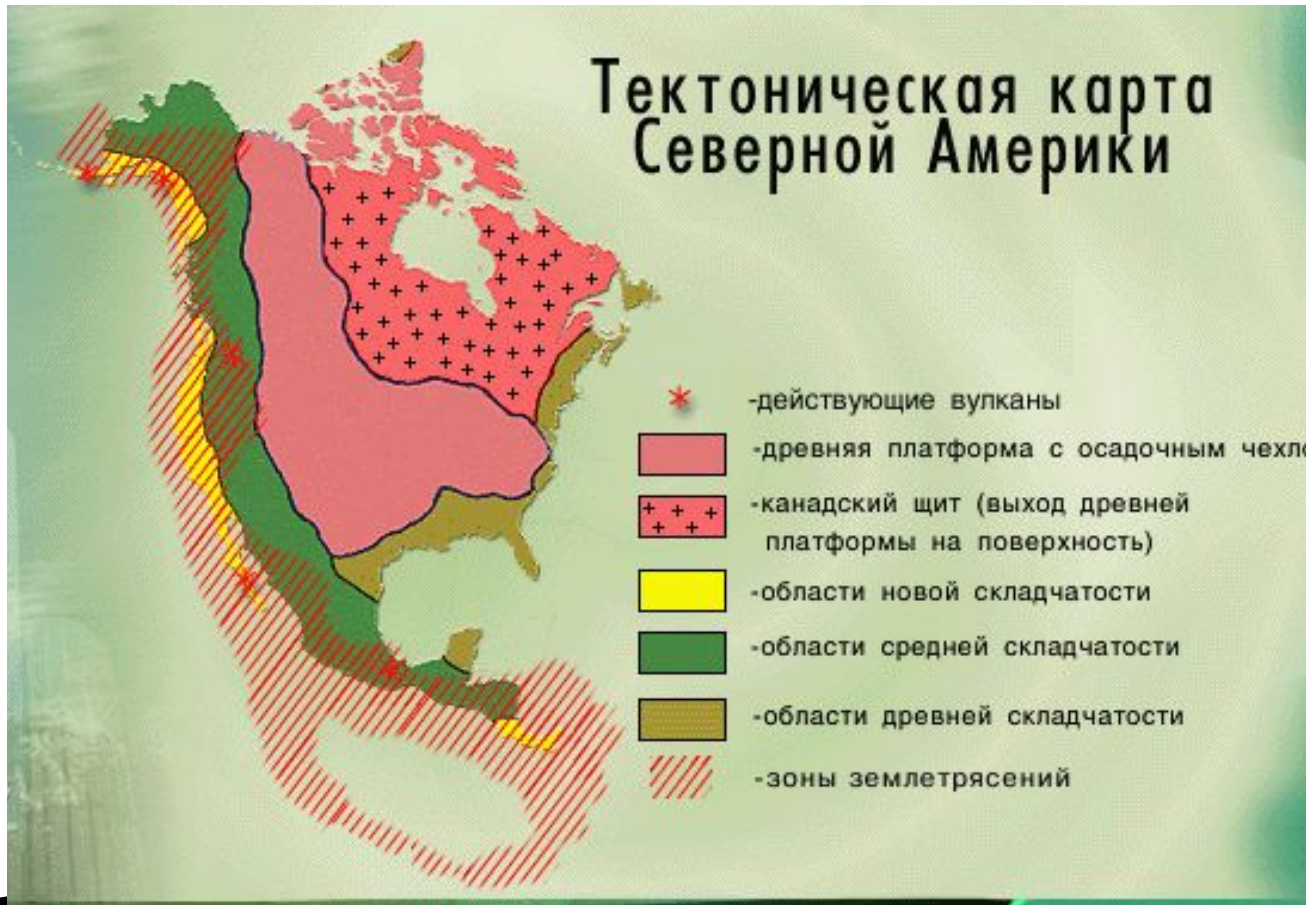 Тектоническая карта
Северной Америки
-действующие вулканы
-древняя платформа с осадочным чехло
-канадский щит (выход древней
платформы на поверхность)
-области новой складчатости
-области средней складчатости
-области древней складчатости
-зоны землетрясений